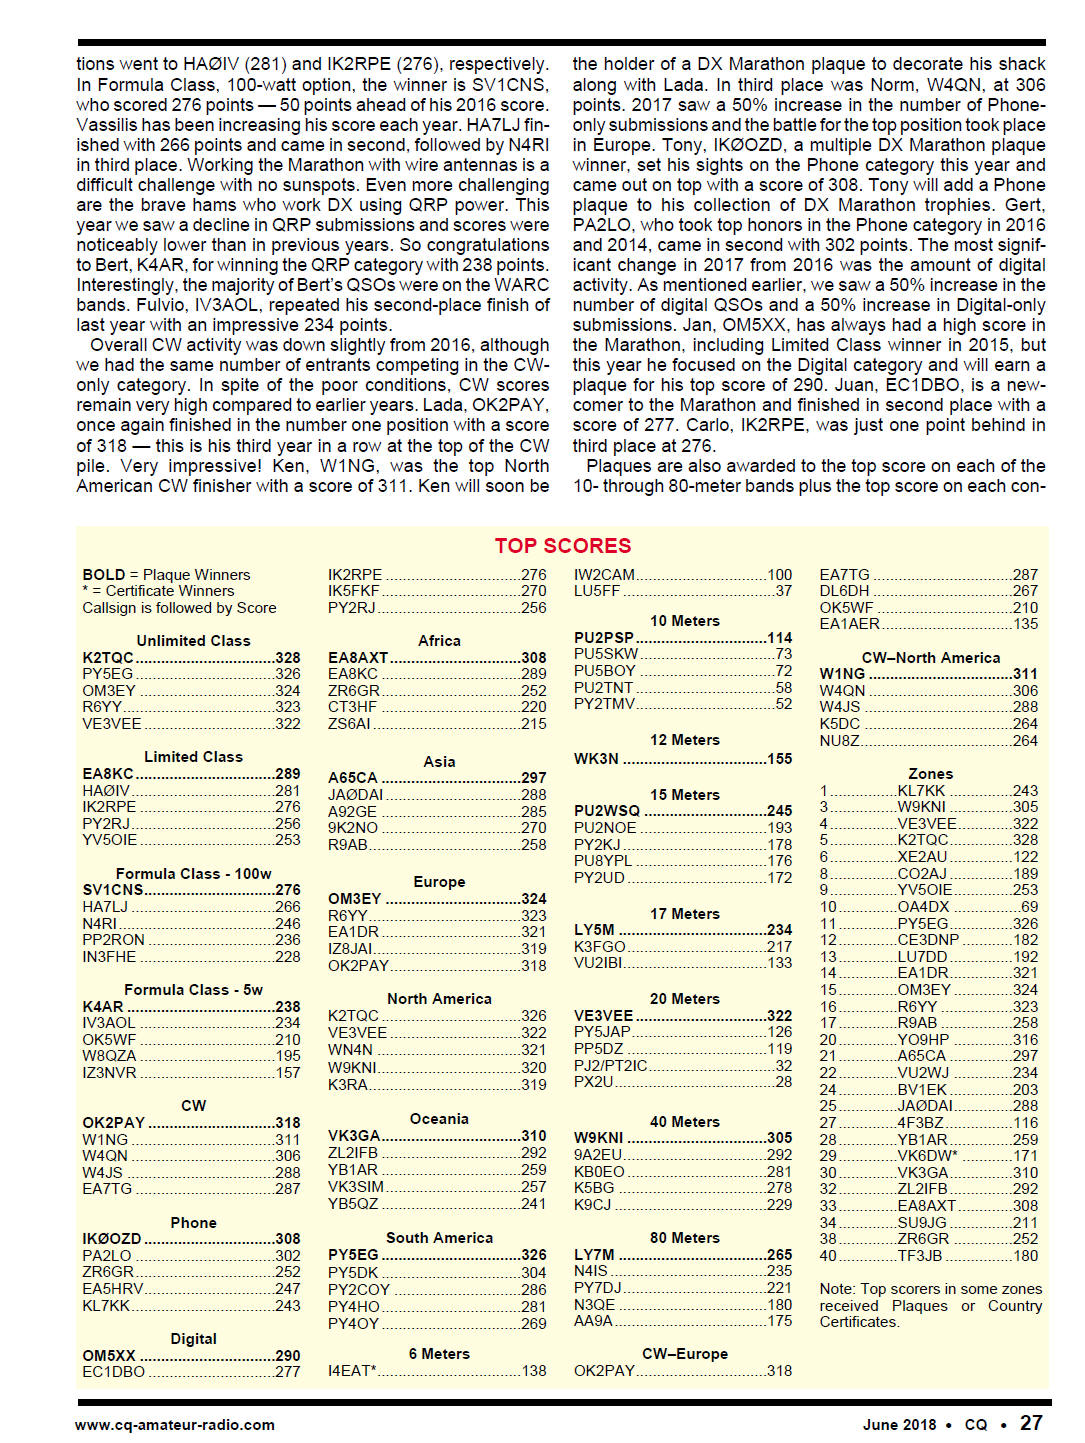 tions went to HAØIV (281) and IK2RPE (276), respectively.
In Formula Class, 100-watt option, the winner is SV1CNS,
who scored 276 points — 50 points ahead of his 2016 score.
Vassilis has been increasing his score each year. HA7LJ fin-
ished with 266 points and came in second, followed by N4RI
in third place. Working the Marathon with wire antennas is a
difficult challenge with no sunspots. Even more challenging
are the brave hams who work DX using QRP power. This
year we saw a decline in QRP submissions and scores were
noticeably lower than in previous years. So congratulations
to Bert, K4AR, for winning the QRP category with 238 points.
Interestingly, the majority of Bert's QSOs were on the WARC
bands. Fulvio, IV3AOL, repeated his second-place finish of
last year with an impressive 234 points.
Overall CW activity was down slightly from 2016, although
we had the same number of entrants competing in the CW-
only category. In spite of the poor conditions, CW scores
remain very high compared to earlier years. Lada, OK2PAY,
once again finished in the number one position with a score
of 318 — this is his third year in a row at the top of the CW
pile. Very impressive! Ken, W1NG, was the top North
American CW finisher with a score of 311. Ken will soon be
the holder of a DX Marathon plaque to decorate his shack
along with Lada. In third place was Norm, W4QN, at 306
points. 2017 saw a 50% increase in the number of Phone-
only submissions and the battle for the top position took place
in Europe. Tony, IKØOZD, a multiple DX Marathon plaque
winner, set his sights on the Phone category this year and
came out on top with a score of 308. Tony will add a Phone
plaque to his collection of DX Marathon trophies. Gert,
PA2LO, who took top honors in the Phone category in 2016
and 2014, came in second with 302 points. The most signif-
icant change in 2017 from 2016 was the amount of digital
activity. As mentioned earlier, we saw a 50% increase in the
number of digital QSOs and a 50% increase in Digital-only
submissions. Jan, OM5XX, has always had a high score in
the Marathon, including Limited Class winner in 2015, but
this year he focused on the Digital category and will earn a
plaque for his top score of 290. Juan, EC1DBO, is a new-
comer to the Marathon and finished in second place with a
score of 277. Carlo, IK2RPE, was just one point behind in
third place at 276.
Plaques are also awarded to the top score on each of the
10- through 80-meter bands plus the top score on each con-
TOP SCORES
BOLD = Plaque Winners
* = Certificate Winners
Callsign is followed by Score
Unlimited Class
K2TQC 328
PY5EG 326
OM3EY 324
R6YY 323
VE3VEE 322
Limited Class
EA8KC 289
HAØIV 281
IK2RPE 276
PY2RJ 256
YV5OIE 253
Formula Class - 100w
SV1CNS 276
HA7LJ 266
N4RI 246
PP2RON 236
IN3FHE 228
Formula Class - 5w
K4AR 238
IV3AOL 234
OK5WF 210
W8QZA 195
IZ3NVR 157
CW
OK2PAY 318
W1NG 311
W4QN 306
W4JS 288
EA7TG 287
Phone
IKØOZD 308
PA2LO 302
ZR6GR 252
EA5HRV 247
KL7KK 243
Digital
OM5XX 290
EC1DBO 277
IK2RPE 276
IK5FKF 270
PY2RJ 256
Africa
EA8AXT 308
EA8KC 289
ZR6GR 252
CT3HF 220
ZS6AI 215
Asia
A65CA 297
JAØDAI 288
A92GE 285
9K2NO 270
R9AB 258
Europe
OM3EY 324
R6YY 323
EA1DR 321
IZ8JAI 319
OK2PAY 318
North America
K2TQC 326
VE3VEE 322
WN4N 321
W9KNI 320
K3RA 319
Oceania
VK3GA 310
ZL2IFB 292
YB1AR 259
VK3SIM 257
YB5QZ 241
South America
PY5EG 326
PY5DK 304
PY2COY 286
PY4HO 281
PY4OY 269
6 Meters
I4EAT* 138
IW2CAM 100
LU5FF 37
10 Meters
PU2PSP 114
PU5SKW 73
PU5BOY 72
PU2TNT 58
PY2TMV 52
12 Meters
WK3N 155
15 Meters
PU2WSQ 245
PU2NOE 193
PY2KJ 178
PU8YPL 176
PY2UD 172
17 Meters
LY5M 234
K3FGO 217
VU2IBI 133
20 Meters
VE3VEE 322
PY5JAP 126
PP5DZ 119
PJ2/PT2IC 32
PX2U 28
40 Meters
W9KNI 305
9A2EU 292
KB0EO 281
K5BG 278
K9CJ 229
80 Meters
LY7M 265
N4IS 235
PY7DJ 221
N3QE 180
AA9A 175
CW–Europe
OK2PAY 318
EA7TG 287
DL6DH 267
OK5WF 210
EA1AER 135
CW–North America
W1NG 311
W4QN 306
W4JS 288
K5DC 264
NU8Z 264
Zones
1 KL7KK 243
3 W9KNI 305
4 VE3VEE 322
5 K2TQC 328
6 XE2AU 122
8 CO2AJ 189
9 YV5OIE 253
10 OA4DX 69
11 PY5EG 326
12 CE3DNP 182
13 LU7DD 192
14 EA1DR 321
15 OM3EY 324
16 R6YY 323
17 R9AB 258
20 YO9HP 316
21 A65CA 297
22 VU2WJ 234
24 BV1EK 203
25 JAØDAI 288
27 4F3BZ 116
28 YB1AR 259
29 VK6DW* 171
30 VK3GA 310
32 ZL2IFB 292
33 EA8AXT 308
34 SU9JG 211
38 ZR6GR 252
40 TF3JB 180
Note: Top scorers in some zones
received Plaques or Country
Certificates.
www.cq-amateur-radio.com
June 2018 • CQ • 27